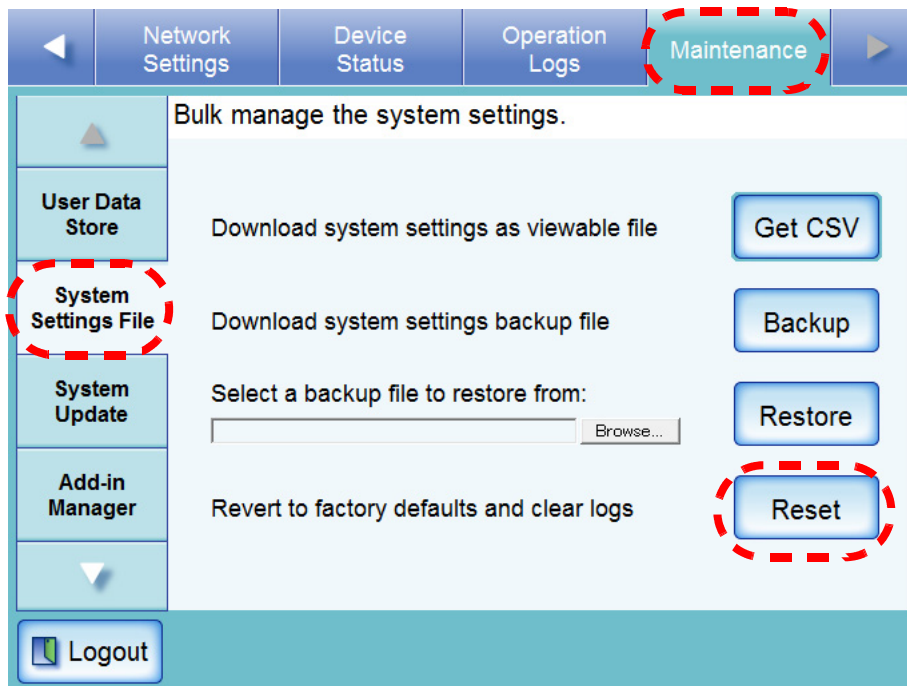 Network
Settings
Device
Status
Operation
Logs
Maintenance
Bulk manage the system settings.
User Data
Store
Download system settings as viewable file
Get CSV
System
Settings File
Download system settings backup file
Backup
System
Update
Select a backup file to restore from:
Browse...
Restore
Add-in
Manager
Revert to factory defaults and clear logs
Reset
Logout